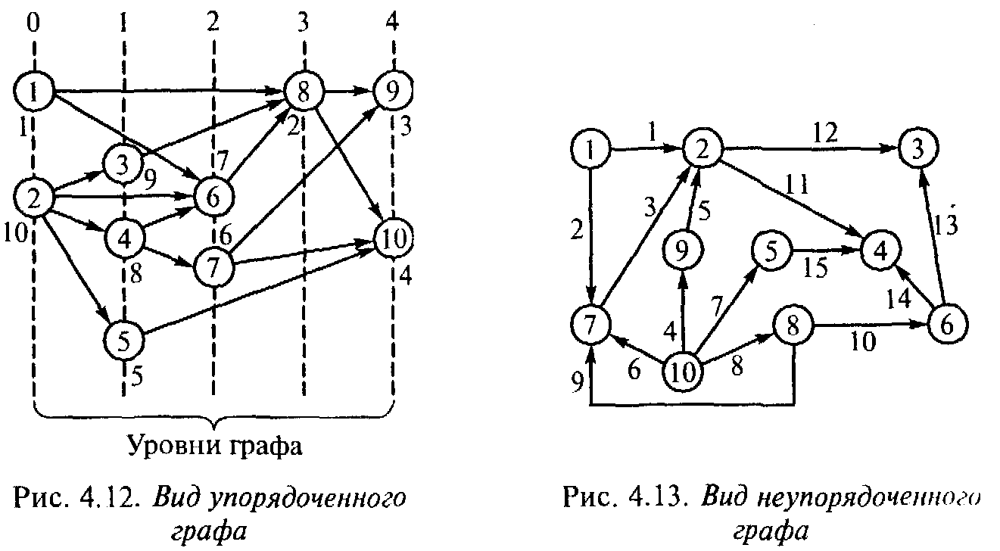 0 1 2 3 4
1 8 9
1 2 3
3 7
9
2 6
10 4 6 10
8 7 4
5
5
Уровни графа
Рис. 4.12. Вид упорядоченного
графа
1 1 2 12 3
11
2 3 5 13
9 5 15 4
14
7 7 8 6
4 10
6 10 8
9
Рис. 4.13. Вид неупорядоченного
графа